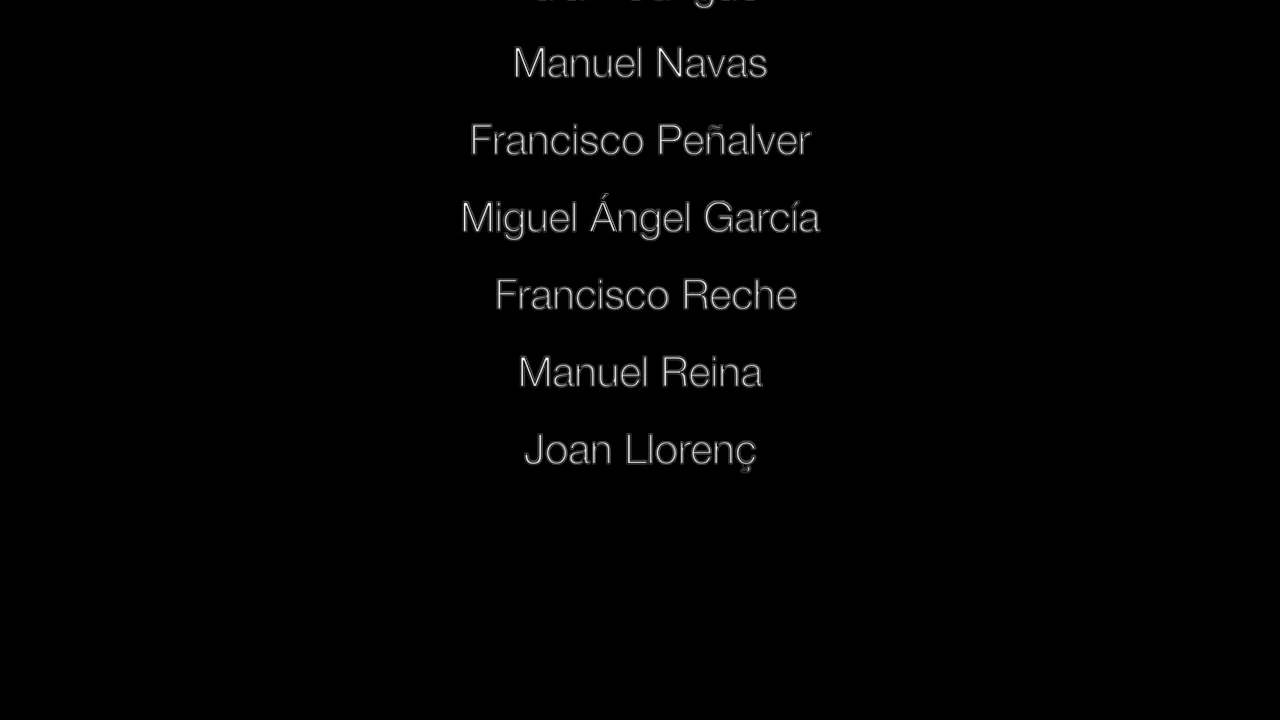 Manuel Navas
Francisco Peñalver
Miguel Ángel García
Francisco Reche
Manuel Reina
Joan Llorenç